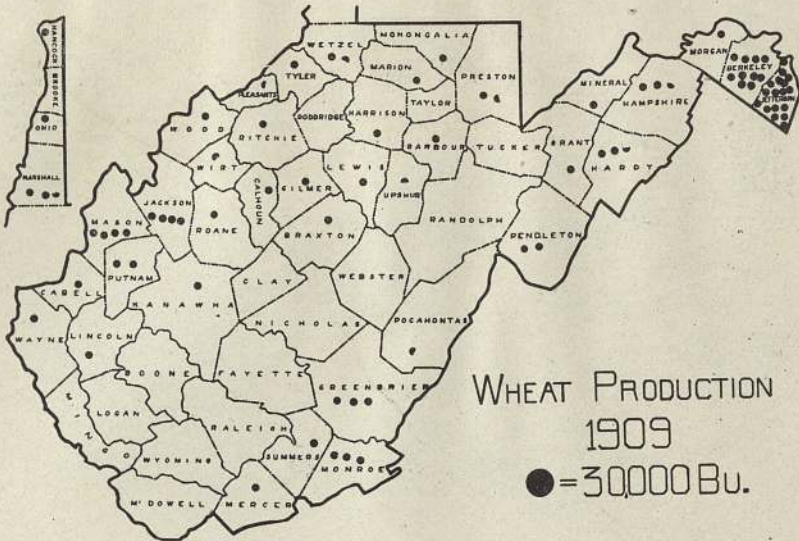 HANCOCK
BROOKE
OHIO
MARSHALL
WETZEL
MONONGALIA
MARION
PRESTON
TYLER
PLEASANTS
DODDRIDGE
HARRISON
TAYLOR
WOOD
RITCHIE
BARBOUR
TUCKER
MORGAN
BERKELEY
JEFFERSON
MINERAL
HAMPSHIRE
GRANT
HARDY
WIRT
CALHOUN
GILMER
LEWIS
UPSHUR
RANDOLPH
PENDLETON
MASON
JACKSON
ROANE
BRAXTON
WEBSTER
PUTNAM
CABELL
KANAWHA
CLAY
NICHOLAS
POCAHONTAS
WAYNE
LINCOLN
BOONE
FAYETTE
GREENBRIER
MINGO
LOGAN
RALEIGH
WYOMING
SUMMERS
MONROE
McDOWELL
MERCER
WHEAT PRODUCTION
1909
●=30,000 BU.